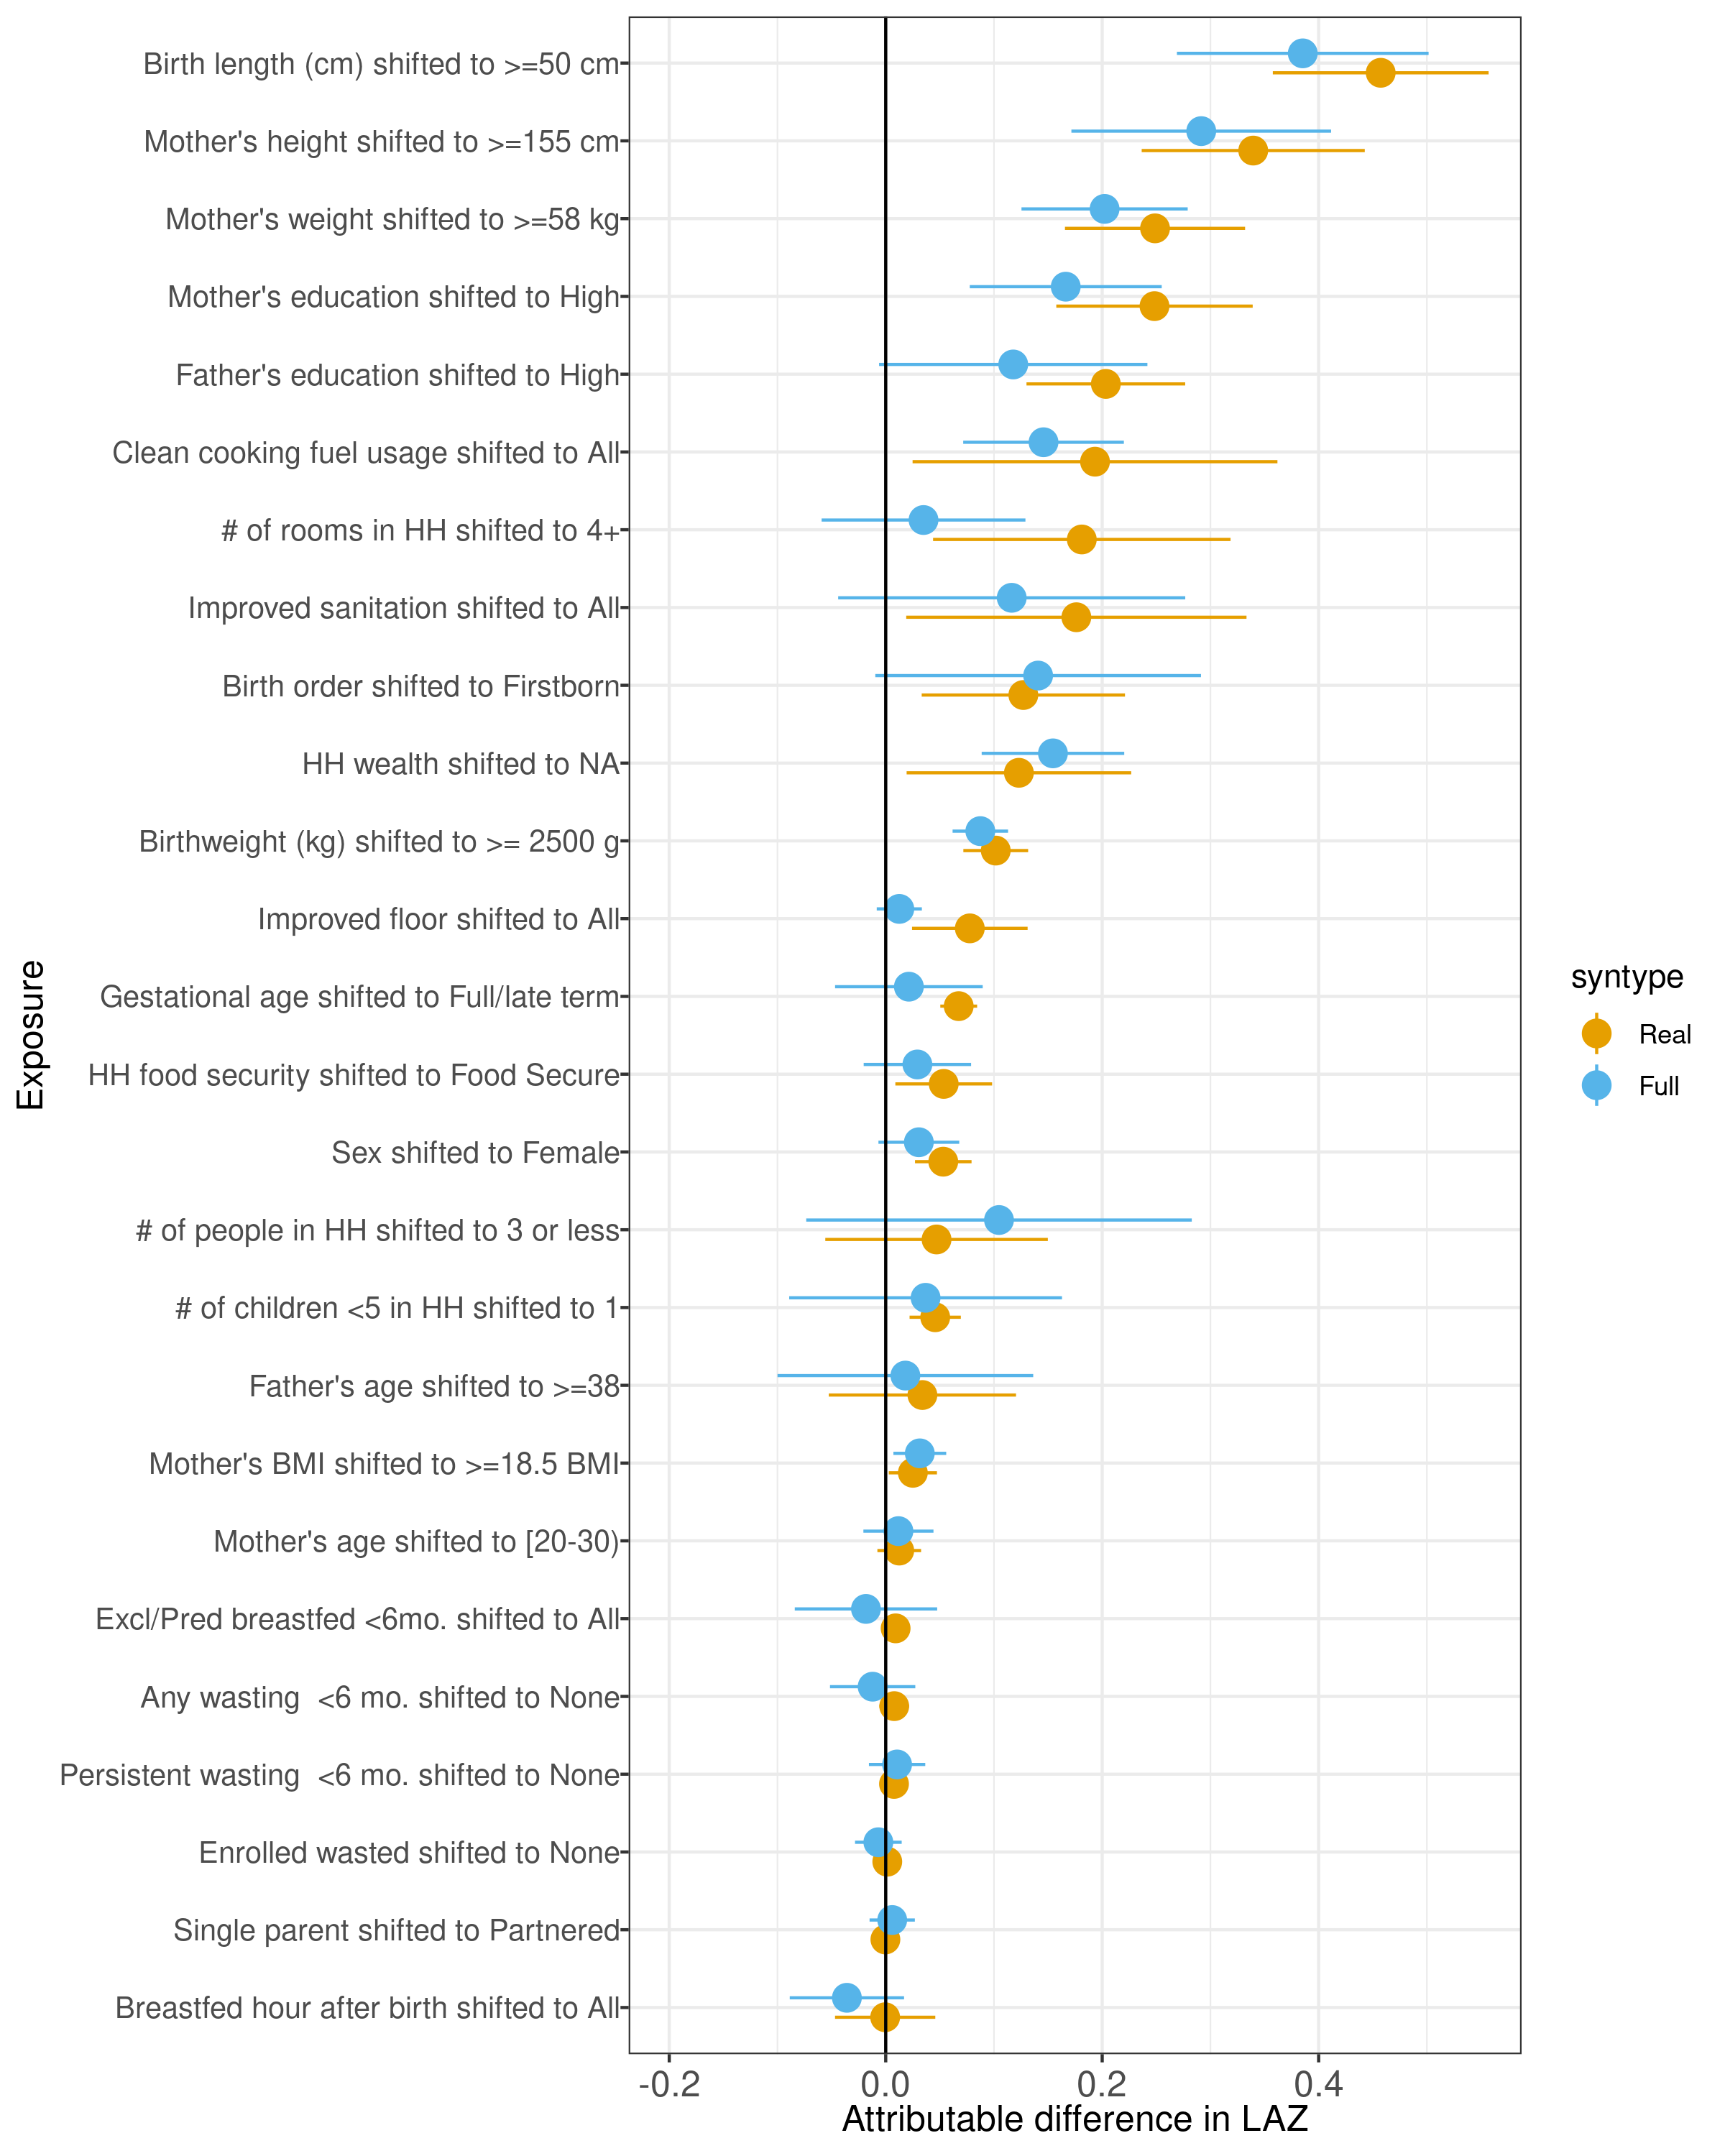 Birth length (cm) shifted to >=50 cm
Mother's height shifted to >=155 cm
Mother's weight shifted to >=58 kg
Mother's education shifted to High
Father's education shifted to High
Clean cooking fuel usage shifted to All
# of rooms in HH shifted to 4+
Improved sanitation shifted to All
Birth order shifted to Firstborn
HH wealth shifted to NA
Birthweight (kg) shifted to >= 2500 g
Improved floor shifted to All
Gestational age shifted to Full/late term
HH food security shifted to Food Secure
Sex shifted to Female
# of people in HH shifted to 3 or less
# of children <5 in HH shifted to 1
Father's age shifted to >=38
Mother's BMI shifted to >=18.5 BMI
Mother's age shifted to [20-30)
Excl/Pred breastfed <6mo. shifted to All
Any wasting  <6 mo. shifted to None
Persistent wasting  <6 mo. shifted to None
Enrolled wasted shifted to None
Single parent shifted to Partnered
Breastfed hour after birth shifted to All
Exposure
-0.2 0.0 0.2 0.4
Attributable difference in LAZ
syntype
Real
Full